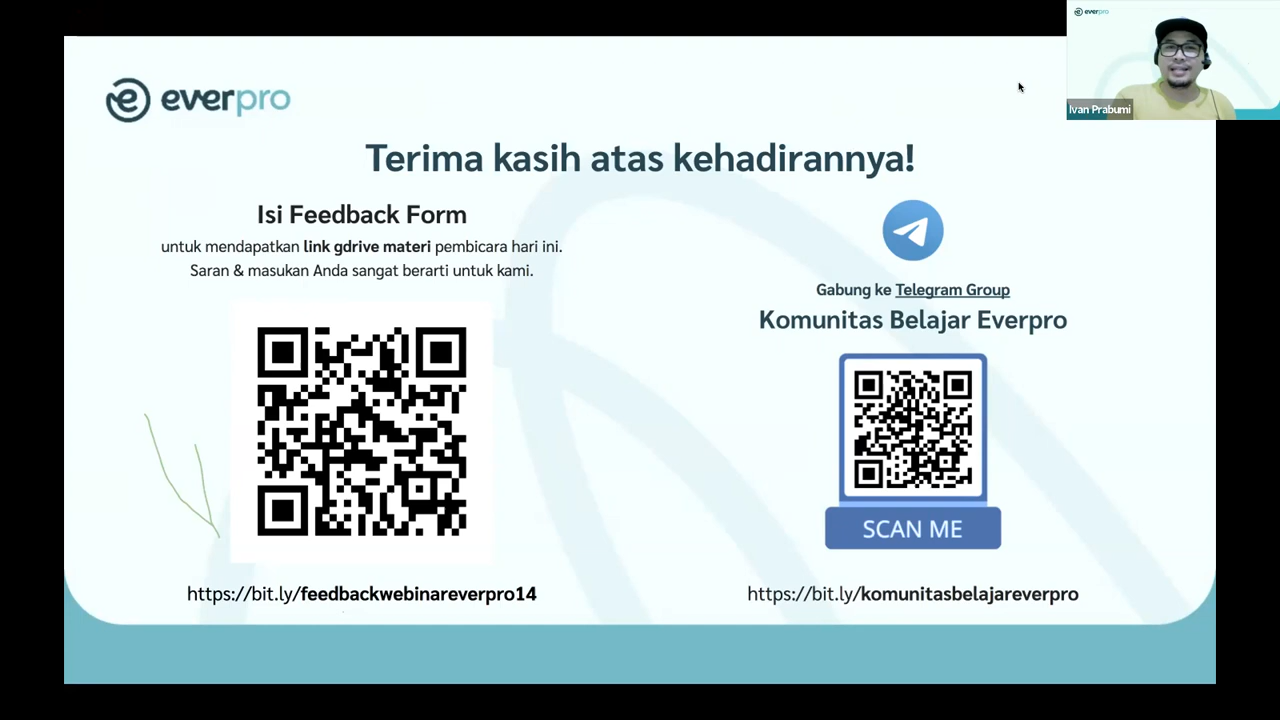 everpro
everpro
Ivan Prabumi
Terima kasih atas kehadirannya!
Isi Feedback Form
untuk mendapatkan link gdrive materi pembicara hari ini.
Saran & masukan Anda sangat berarti untuk kami.
https://bit.ly/feedbackwebinareverpro14
Gabung ke Telegram Group
Komunitas Belajar Everpro
SCAN ME
https://bit.ly/komunitasbelajareverpro